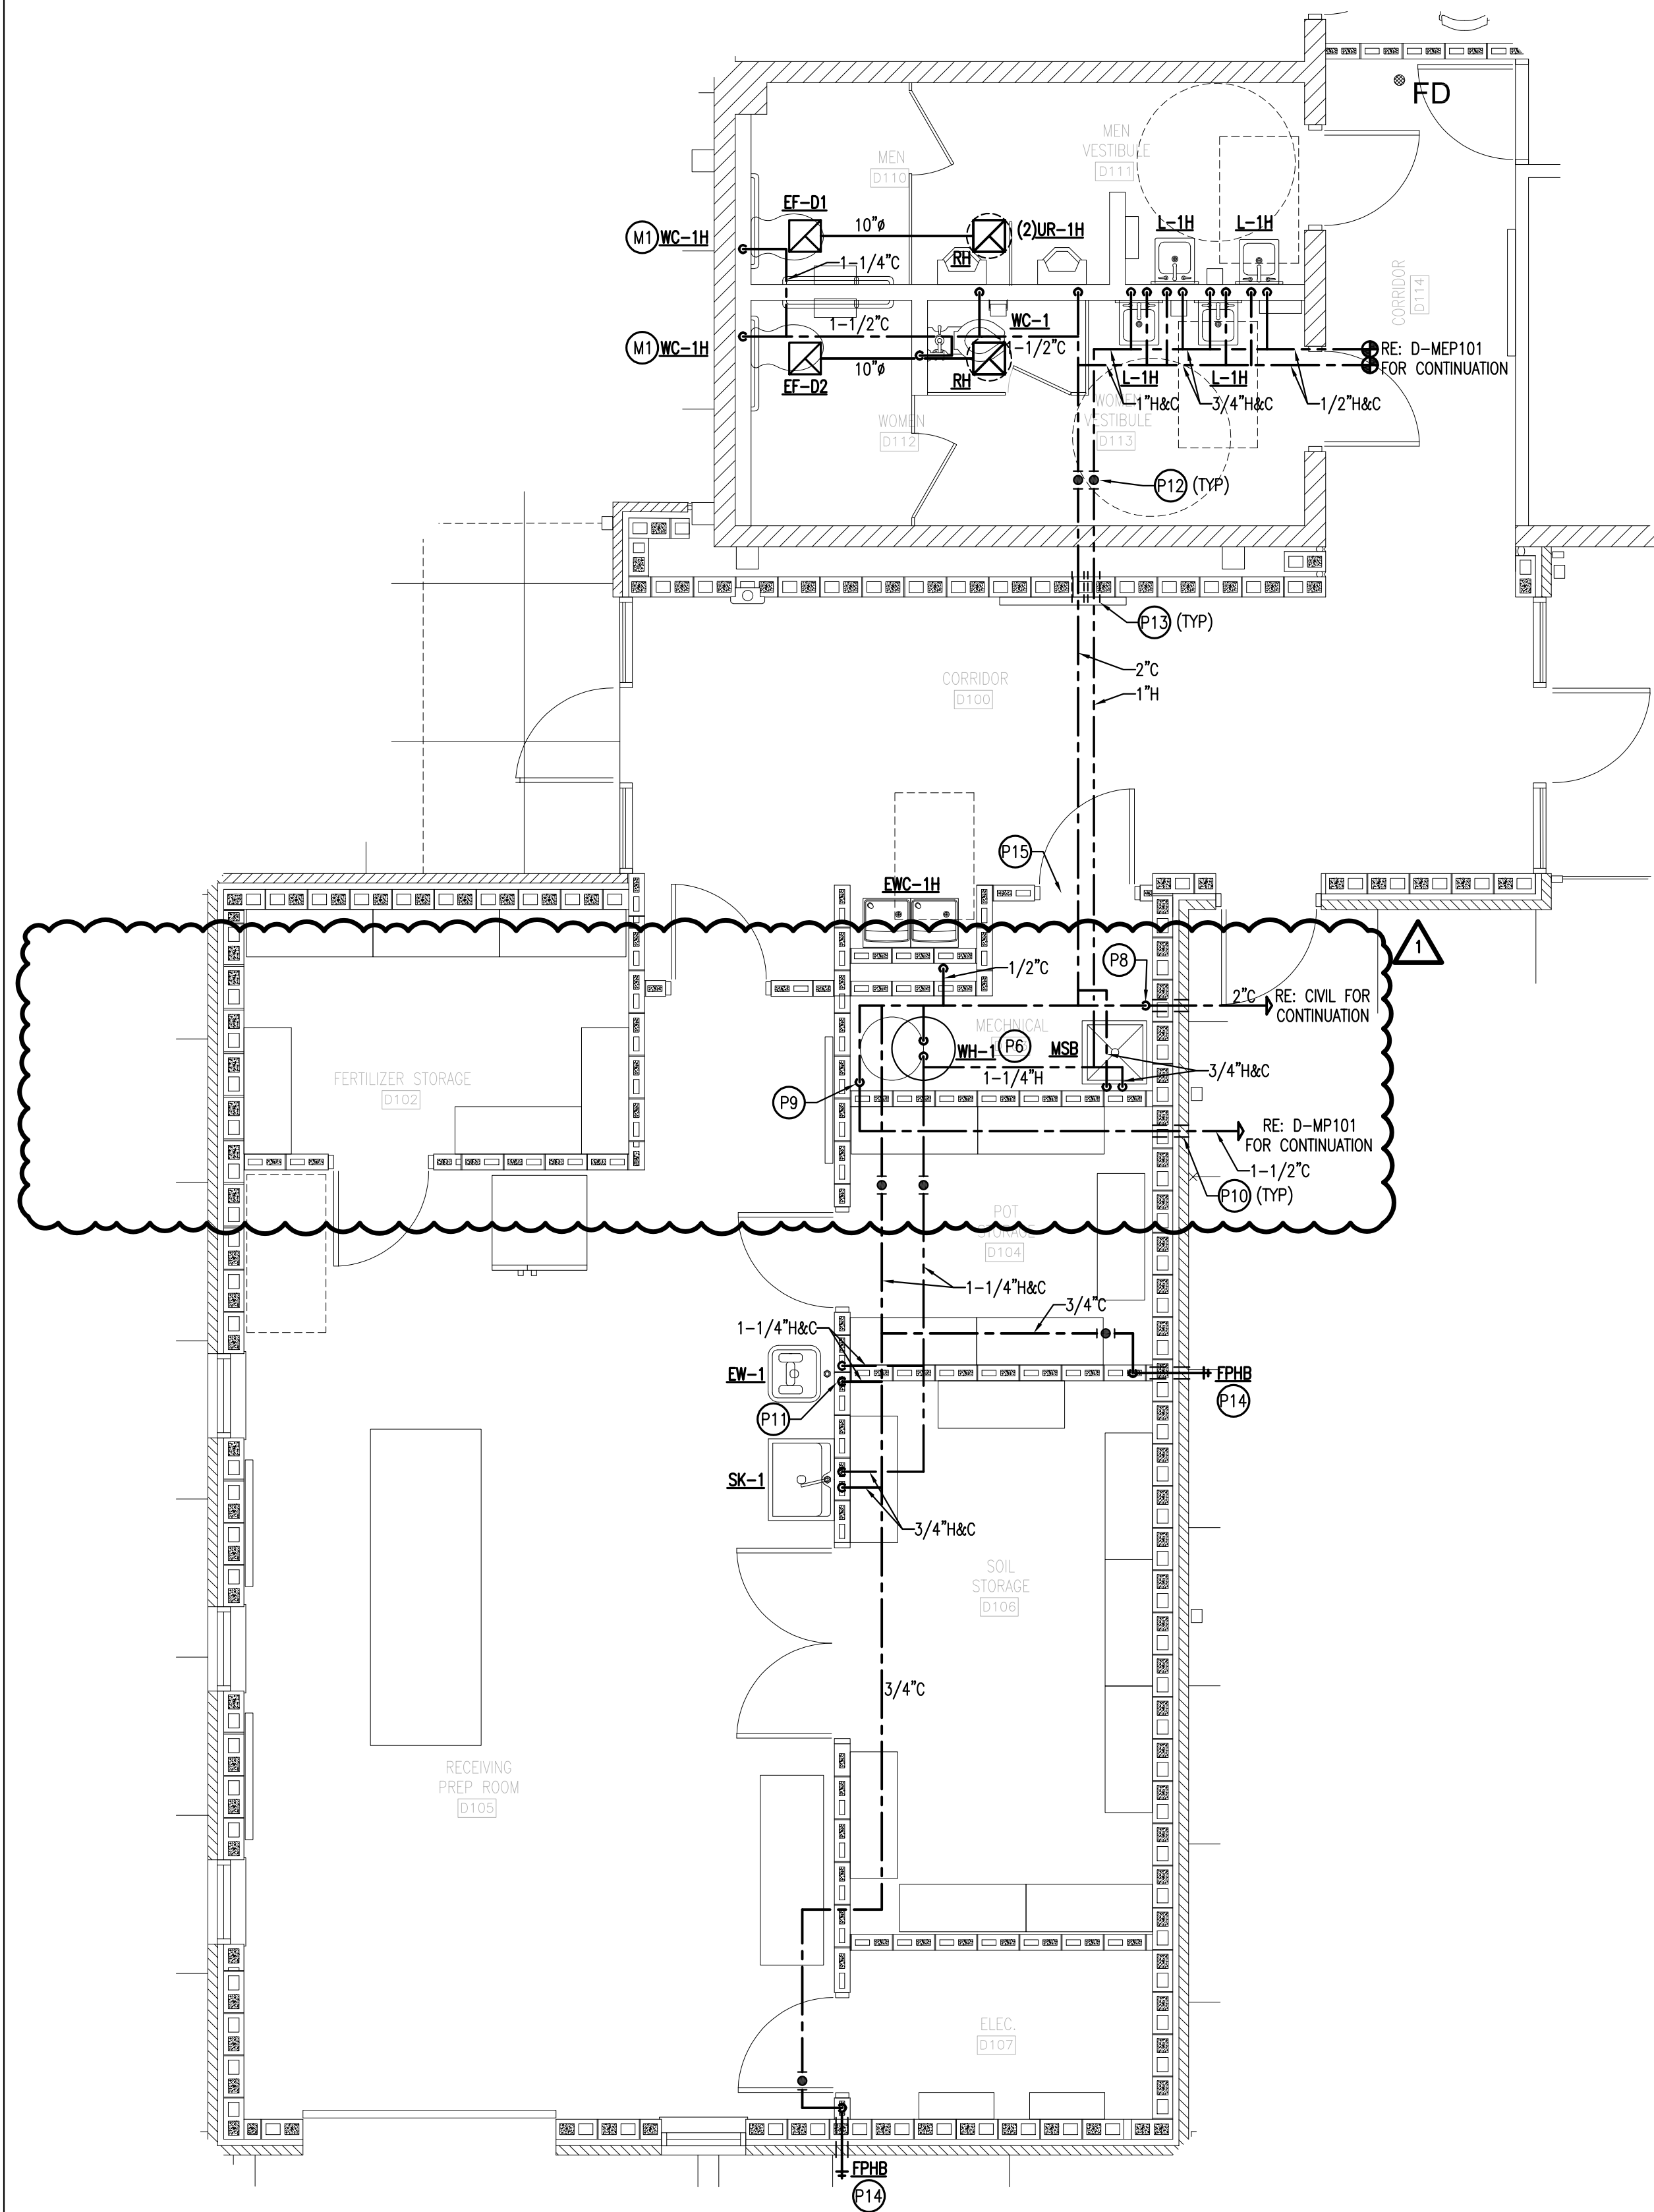 FD
MEN
VESTIBULE
D111
MEN
D110
EF-D1
10"ø
(2)UR-1H
L-1H
L-1H
M1
WC-1H
RH
1-1/4"C
CORRIDOR
D114
1-1/2"C
WC-1
M1
WC-1H
-1/2"C
RE: D-MEP101
FOR CONTINUATION
10"ø
EF-D2
RH
L-1H
L-1H
1"H&C
3/4"H&C
1/2"H&C
WOMEN
D112
WOMEN
VESTIBULE
D113
P12
(TYP)
P13
(TYP)
2"C
CORRIDOR
D100
1"H
P15
EWC-1H
1
1/2"C
P8
2"C
RE: CIVIL FOR
CONTINUATION
MECHNICAL
WH-1
P6
MSB
3/4"H&C
1-1/4"H
FERTILIZER STORAGE
D102
P9
RE: D-MP101
FOR CONTINUATION
1-1/2"C
P10
(TYP)
POT
STORAGE
D104
1-1/4"H&C
3/4"C
1-1/4"H&C
EW-1
FPHB
P14
P11
SK-1
3/4"H&C
SOIL
STORAGE
D106
3/4"C
RECEIVING
PREP ROOM
D105
ELEC.
D107
FPHB
P14